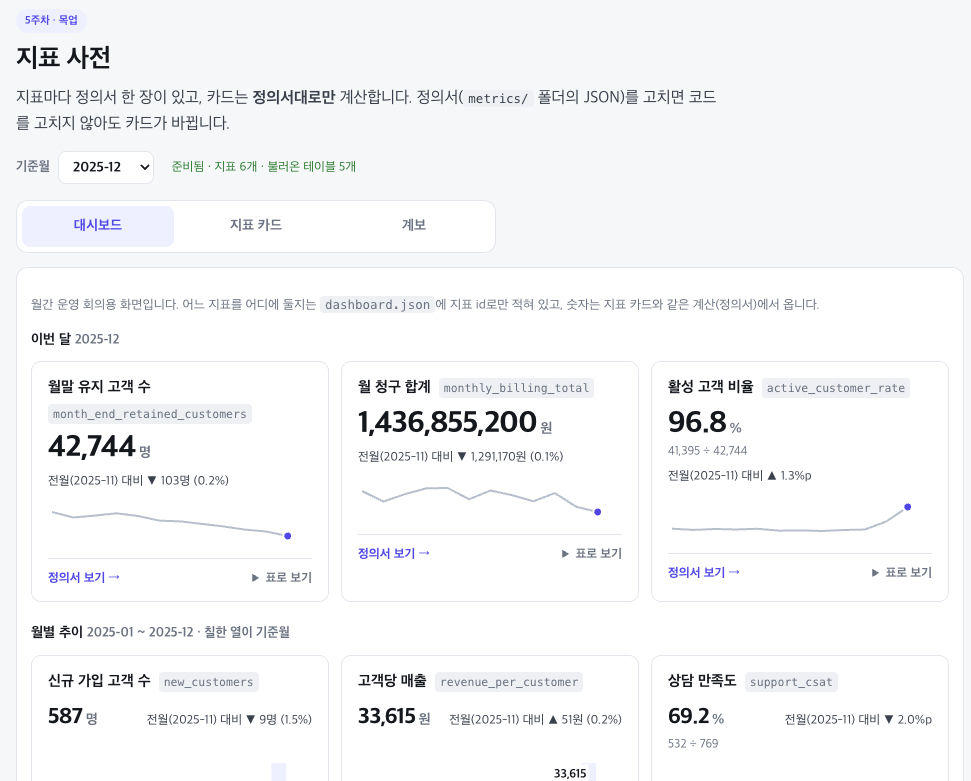 5주차 · 목업
지표 사전
지표마다 정의서 한 장이 있고, 카드는 정의서대로만 계산합니다. 정의서( metrics/ 폴더의 JSON)를 고치면 코드
를 고치지 않아도 카드가 바뀝니다.
기준월 2025-12 준비됨 · 지표 6개 · 불러온 테이블 5개
대시보드 지표 카드 계보
월간 운영 회의용 화면입니다. 어느 지표를 어디에 둘지는 dashboard.json 에 지표 id로만 적혀 있고, 숫자는 지표 카드와 같은 계산(정의서)에서 옵니다.
이번 달 2025-12
월말 유지 고객 수
month_end_retained_customers
42,744 명
전월(2025-11) 대비 ▼ 103명 (0.2%)
정의서 보기 → ▶ 표로 보기
월 청구 합계 monthly_billing_total
1,436,855,200 원
전월(2025-11) 대비 ▼ 1,291,170원 (0.1%)
정의서 보기 → ▶ 표로 보기
활성 고객 비율 active_customer_rate
96.8 %
41,395 ÷ 42,744
전월(2025-11) 대비 ▲ 1.3%p
정의서 보기 → ▶ 표로 보기
월별 추이 2025-01 ~ 2025-12 · 칠한 열이 기준월
신규 가입 고객 수 new_customers
587 명 전월(2025-11) 대비 ▼ 9명 (1.5%)
고객당 매출 revenue_per_customer
33,615 원 전월(2025-11) 대비 ▲ 51원 (0.2%)
33,615
상담 만족도 support_csat
69.2 % 전월(2025-11) 대비 ▼ 2.0%p
532 ÷ 769